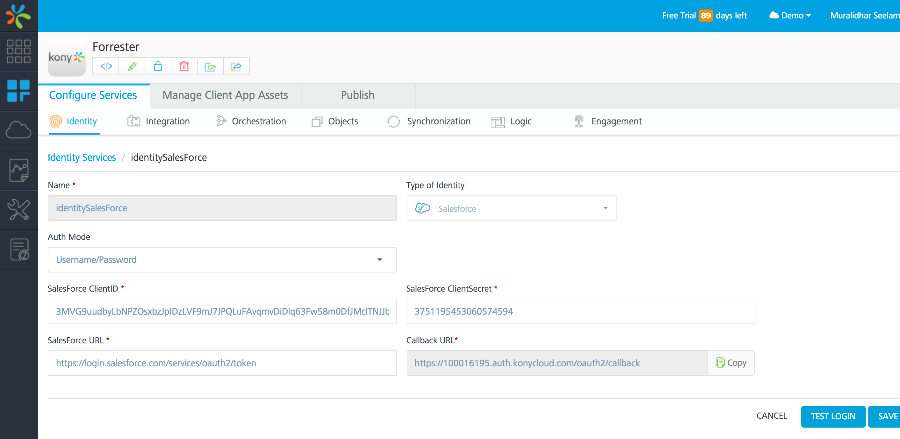 Free Trial 89 days left
Demo
Muralidhar Seelam
Forrester
kony
</>
Configure Services
Manage Client App Assets
Publish
Identity
Integration
Orchestration
Objects
Synchronization
Logic
Engagement
Identity Services / identitySalesForce
Name *
Type of Identity
identitySalesForce
Salesforce
Auth Mode
Username/Password
SalesForce ClientID *
SalesForce ClientSecret *
3751195453060574594
SalesForce URL *
Callback URL*
https://login.salesforce.com/services/oauth2/token
https://100016195.auth.konycloud.com/oauth2/callback
Copy
CANCEL
TEST LOGIN
SAVE